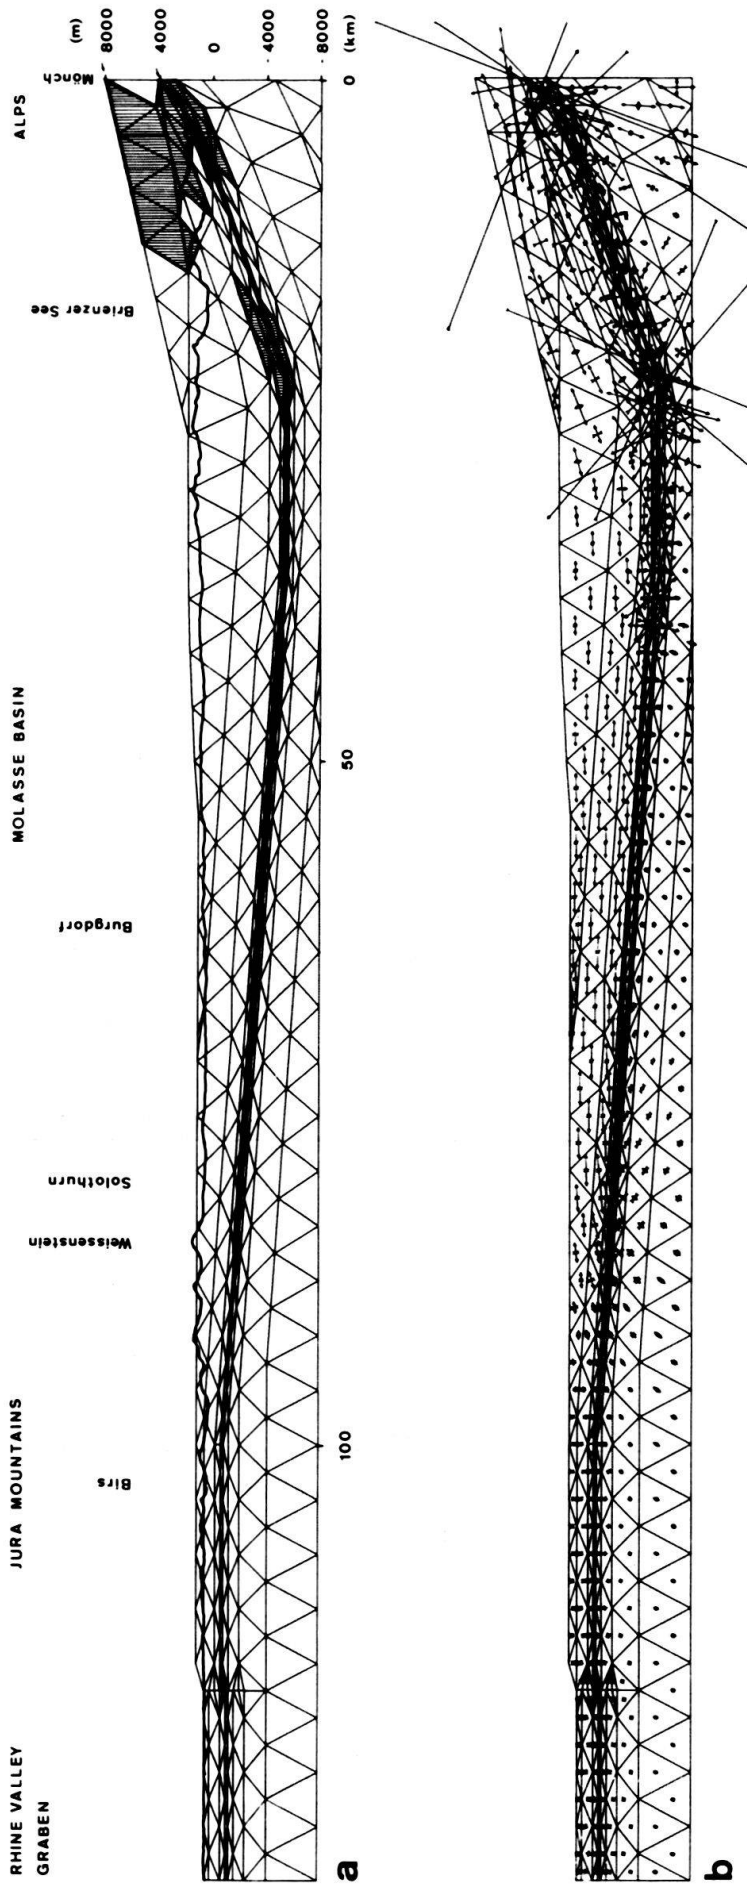 RHINE VALLEY
GRABEN
JURA MOUNTAINS
MOLASSE BASIN
ALPS
Birs
Weissenstein
Solothurn
Burgdorf
Brienzer See
Mönch
(m)
8000
4000
0
4000
8000
100
50
0 (km)
a
b